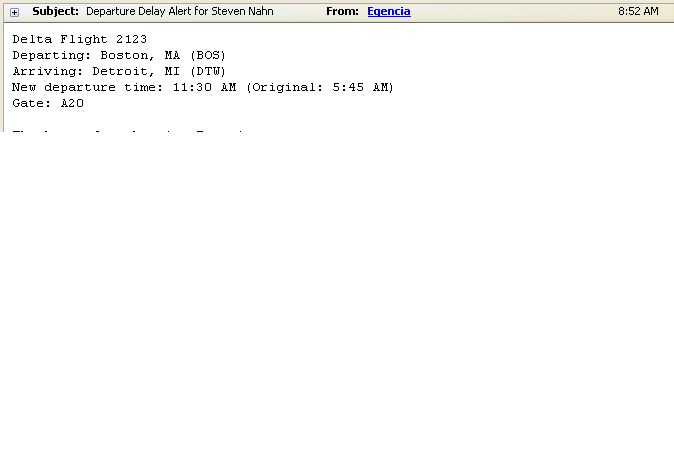 Subject: Departure Delay Alert for Steven Nahn From: Egencia 8:52 AM
Delta Flight 2123
Departing: Boston, MA (BOS)
Arriving: Detroit, MI (DTW)
New departure time: 11:30 AM (Original: 5:45 AM)
Gate: A20